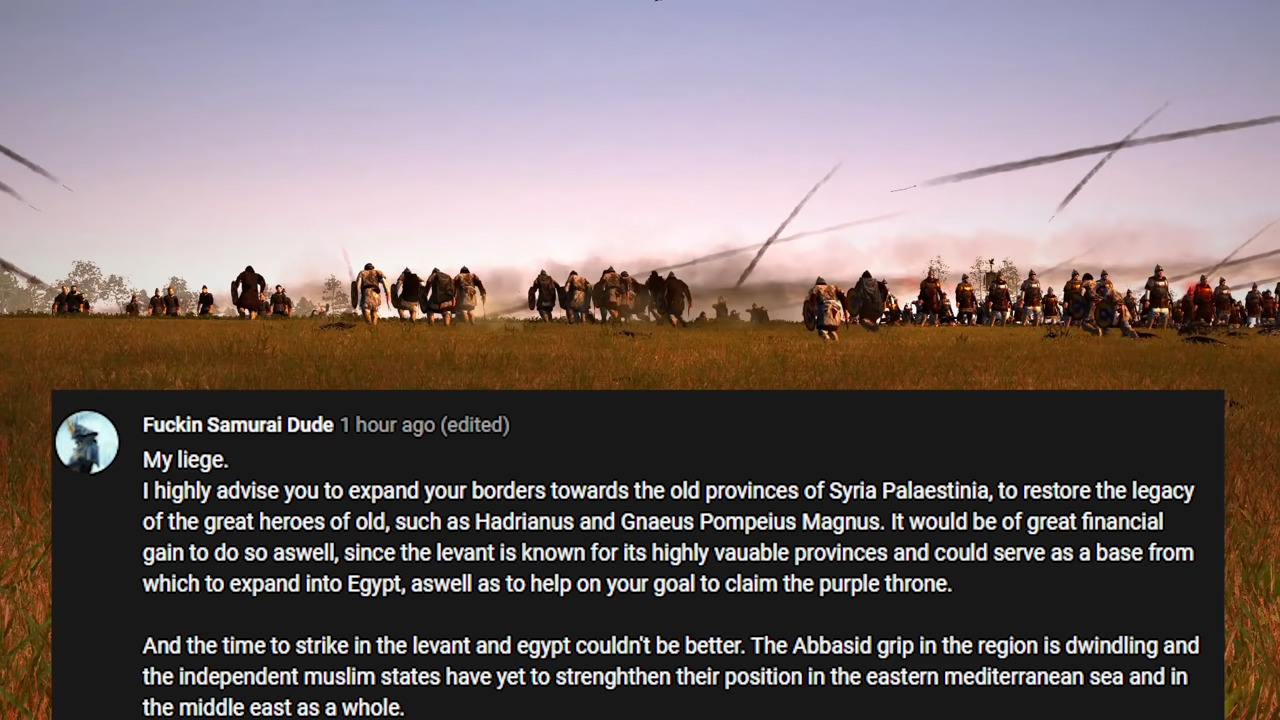 Fuckin Samurai Dude 1 hour ago (edited)
My liege.
I highly advise you to expand your borders towards the old provinces of Syria Palaestinia, to restore the legacy
of the great heroes of old, such as Hadrianus and Gnaeus Pompeius Magnus. It would be of great financial
gain to do so aswell, since the levant is known for its highly vauable provinces and could serve as a base from
which to expand into Egypt, aswell as to help on your goal to claim the purple throne.
And the time to strike in the levant and egypt couldn't be better. The Abbasid grip in the region is dwindling and
the independent muslim states have yet to strenghthen their position in the eastern mediterranean sea and in
the middle east as a whole.